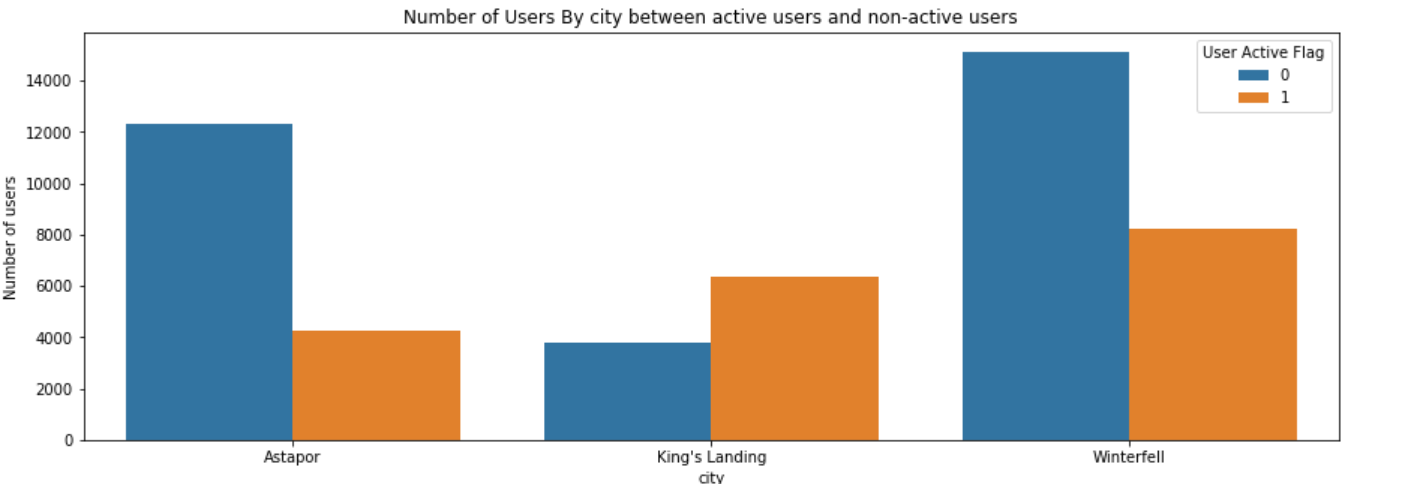 Number of Users By city between active users and non-active users
User Active Flag
0
1
Number of users
14000
12000
10000
8000
6000
4000
2000
0
Astapor King's Landing Winterfell
city